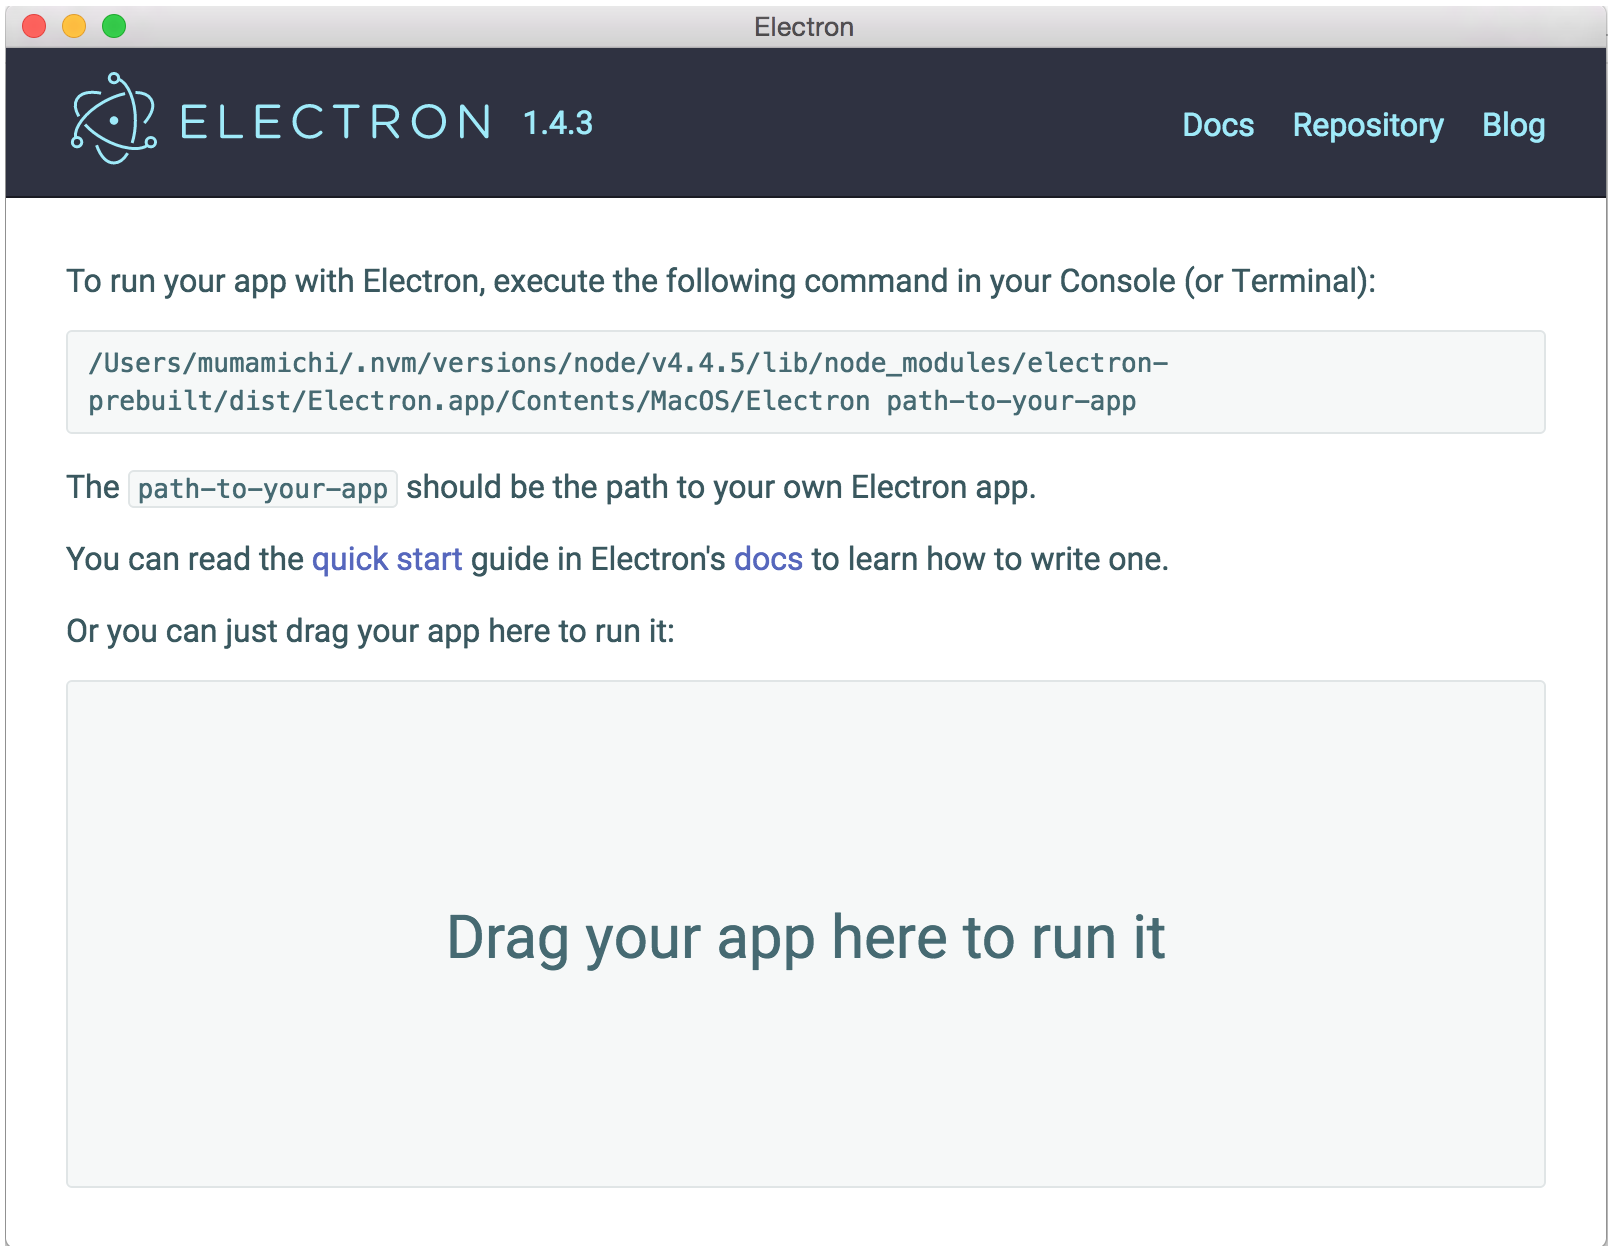 Electron
ELECTRON 1.4.3
Docs Repository Blog
To run your app with Electron, execute the following command in your Console (or Terminal):
/Users/mumamichi/.nvm/versions/node/v4.4.5/lib/node_modules/electron-
prebuilt/dist/Electron.app/Contents/MacOS/Electron path-to-your-app
The path-to-your-app should be the path to your own Electron app.
You can read the quick start guide in Electron's docs to learn how to write one.
Or you can just drag your app here to run it:
Drag your app here to run it